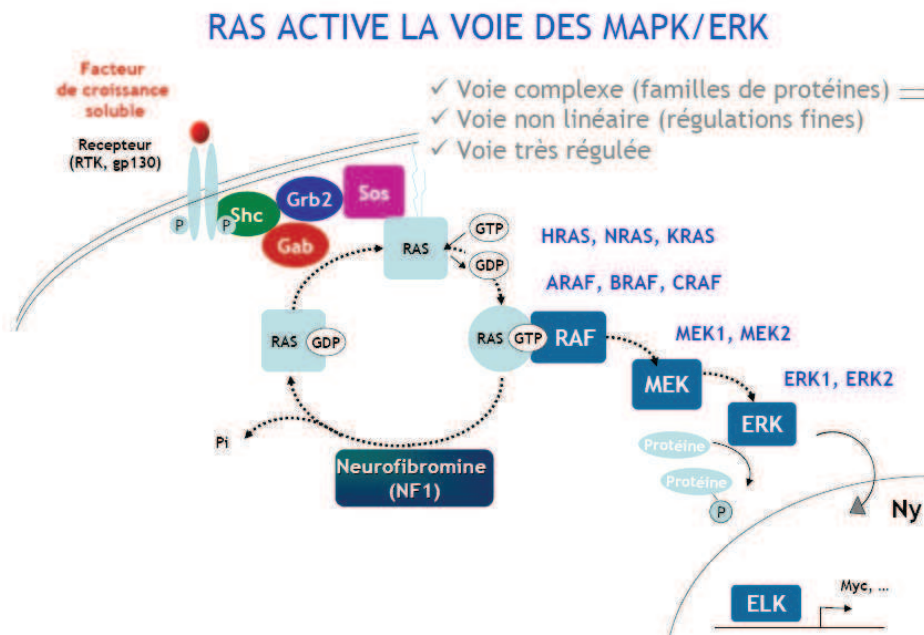 RAS ACTIVE LA VOIE DES MAPK/ERK
Facteur
de croissance
soluble
✓ Voie complexe (familles de protéines)
✓ Voie non linéaire (régulations fines)
✓ Voie très régulée
Recepteur
(RTK, gp130)
P
P
Shc
Grb2
Sos
Gab
RAS
GTP
GDP
HRAS, NRAS, KRAS
ARAF, BRAF, CRAF
RAS
GDP
RAS
GTP
RAF
MEK1, MEK2
MEK
ERK1, ERK2
ERK
Pi
Neurofibromine
(NF1)
Protéine
Protéine
P
Ny
ELK
Myc, ...